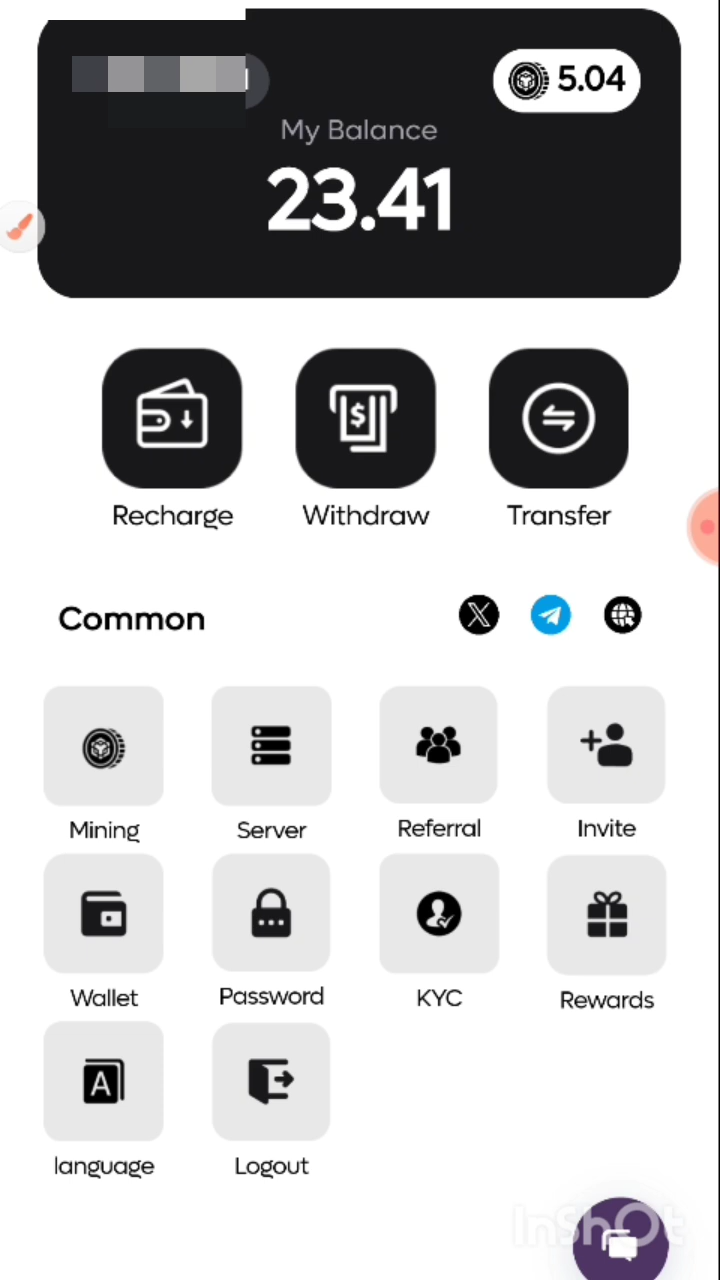 5.04
My Balance
23.41
Recharge
Withdraw
Transfer
Common
Mining
Server
Referral
Invite
Wallet
Password
KYC
Rewards
language
Logout
InShOt